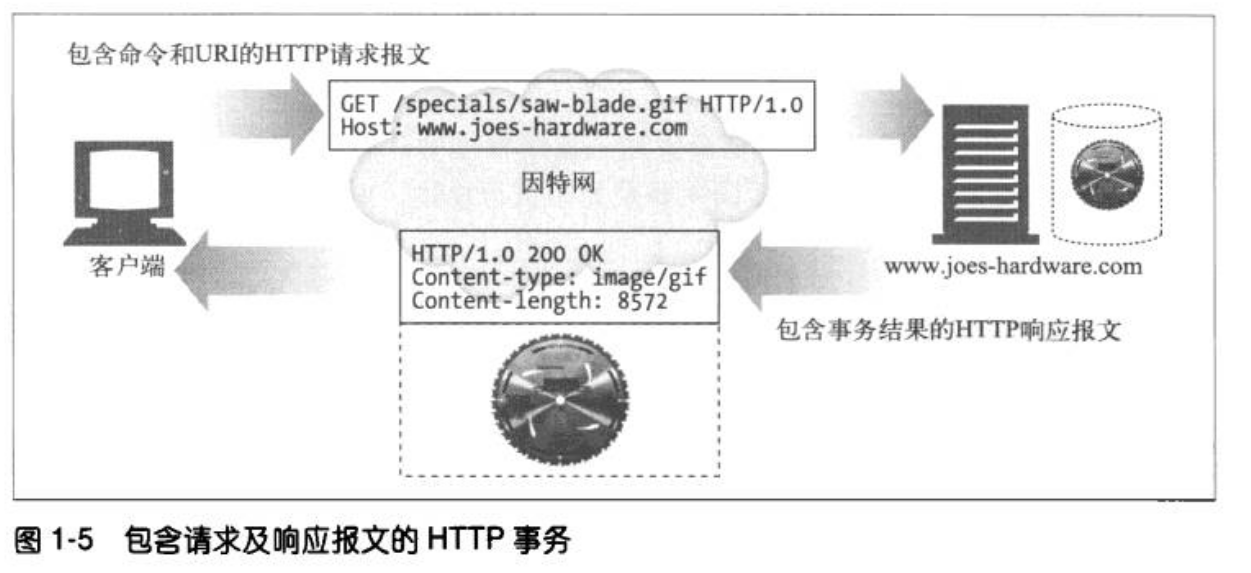 包含命令和URI的HTTP请求报文
GET /specials/saw-blade.gif HTTP/1.0
Host: www.joes-hardware.com
因特网
客户端
www.joes-hardware.com
HTTP/1.0 200 OK
Content-type: image/gif
Content-length: 8572
包含事务结果的HTTP响应报文
图 1-5 包含请求及响应报文的 HTTP 事务